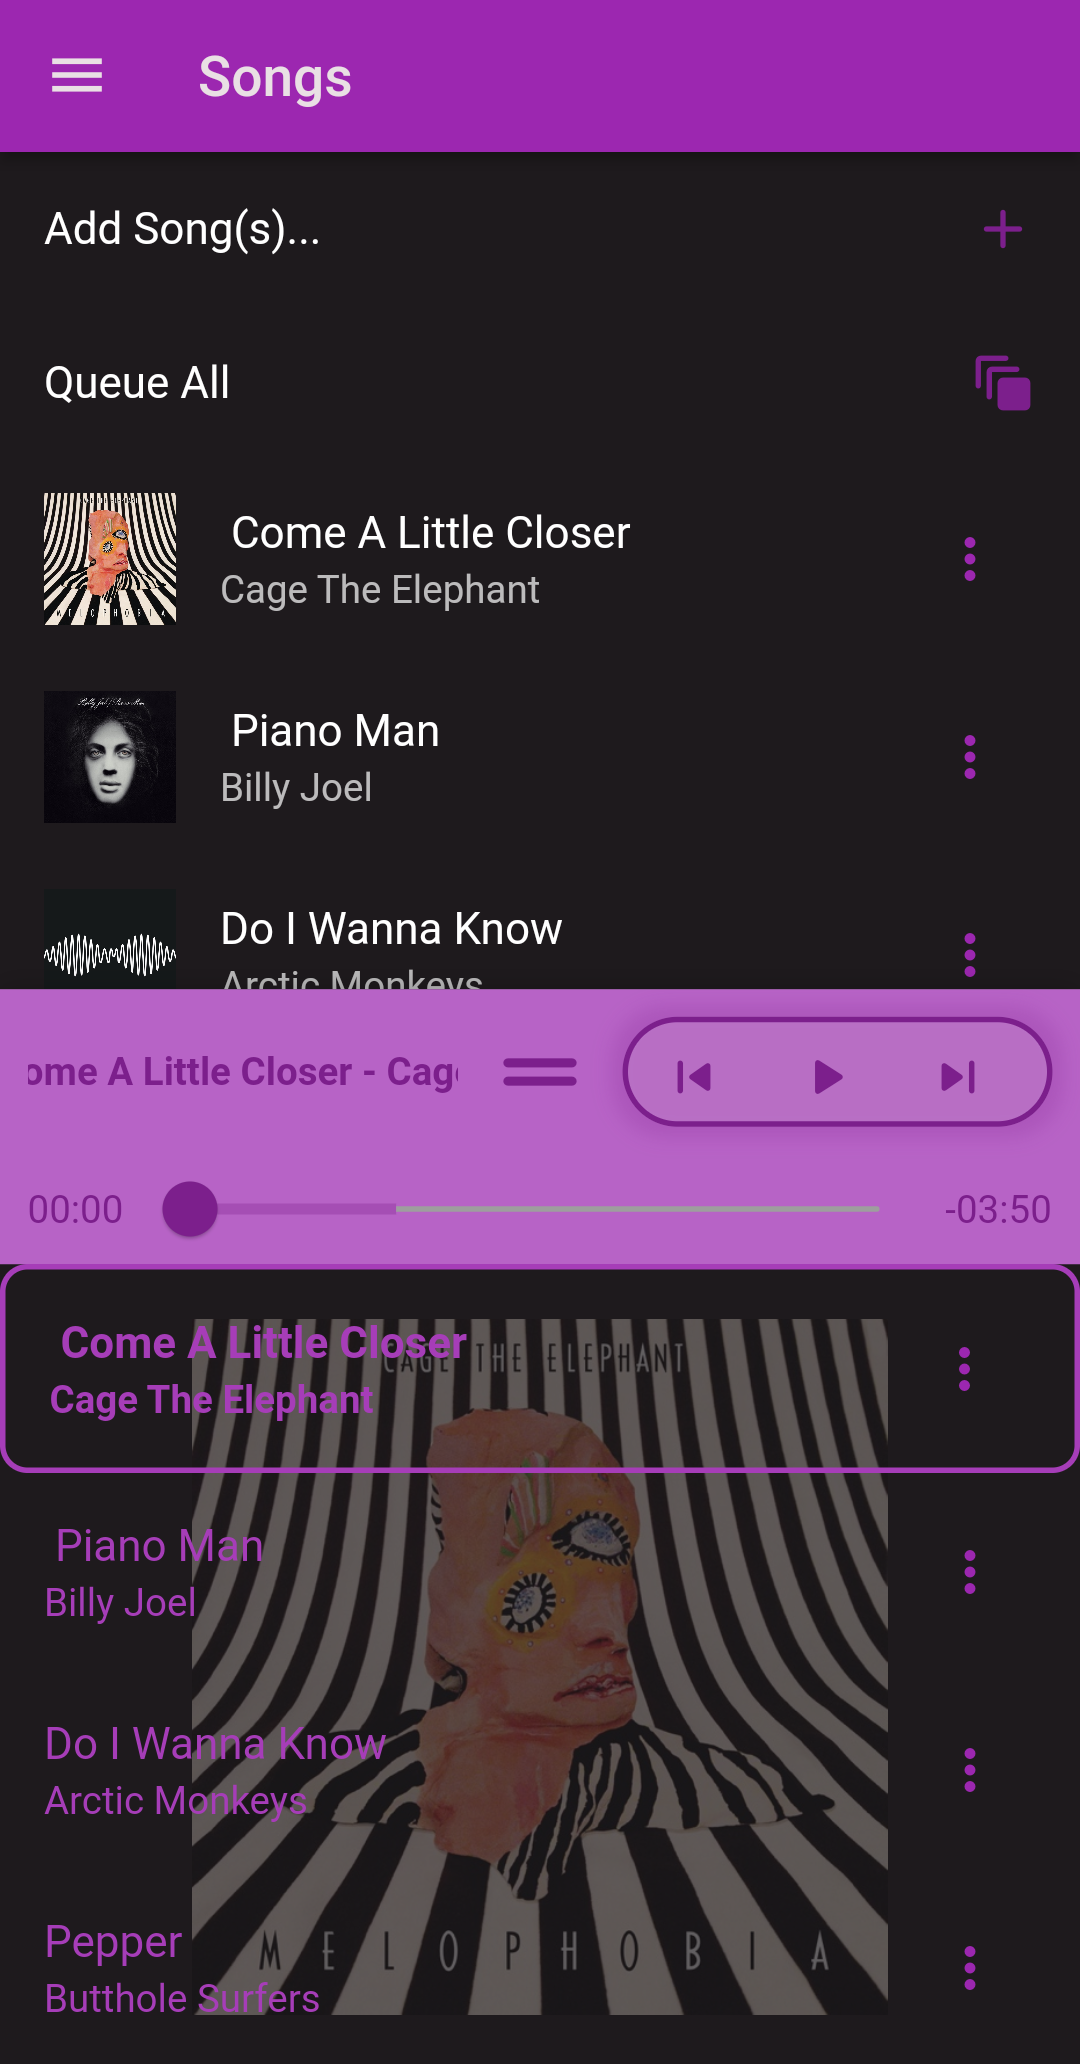 Songs
Add Song(s)...
Queue All
Come A Little Closer
Cage The Elephant
Piano Man
Billy Joel
Do I Wanna Know
Arctic Monkeys
ome A Little Closer - Cag
00:00
-03:50
Come A Little Closer
CAGE THE ELEPHANT
Cage The Elephant
Piano Man
Billy Joel
Do I Wanna Know
Arctic Monkeys
Pepper
MELOPHOBIA
Butthole Surfers